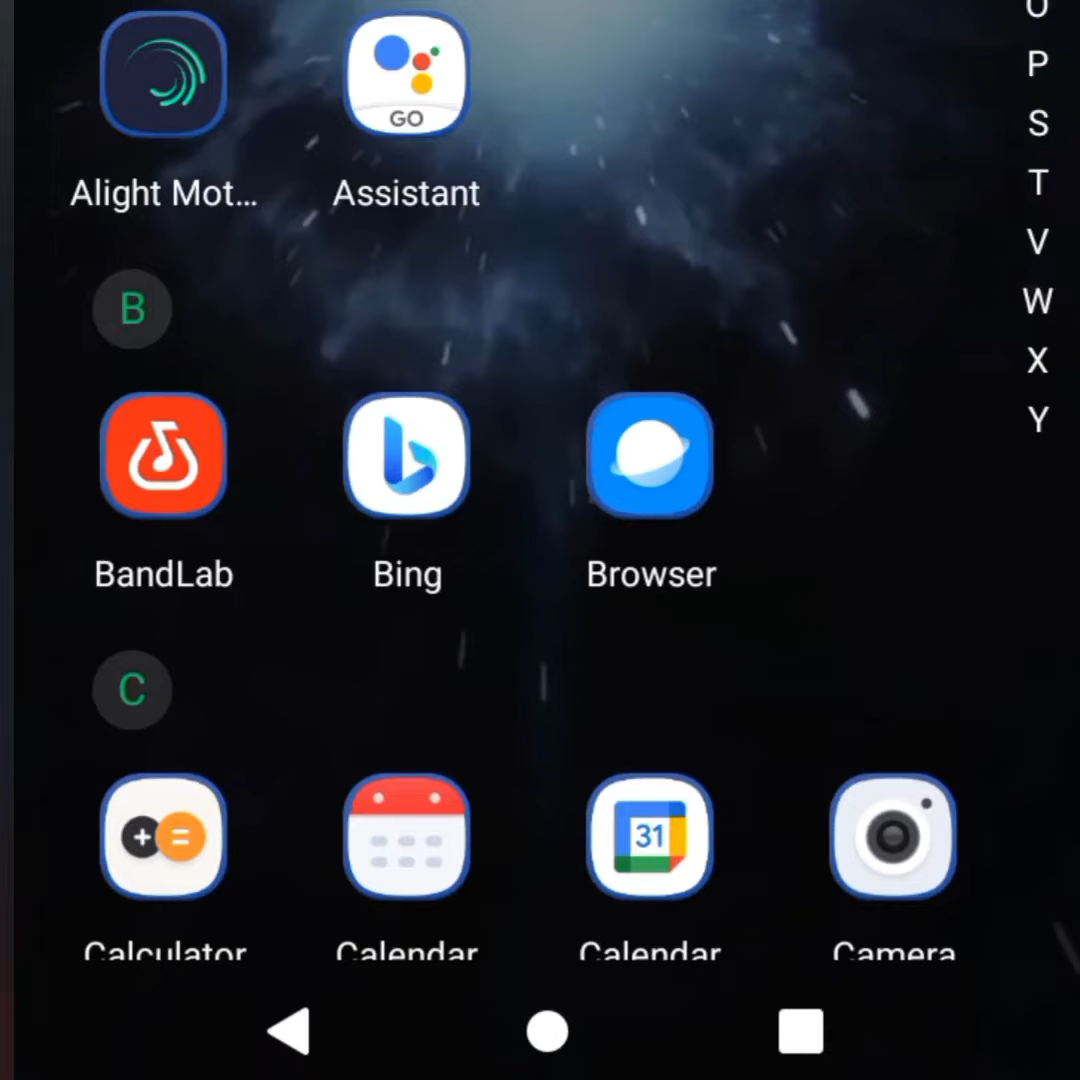 GO
Alight Mot...
Assistant
B
BandLab
Bing
Browser
C
31
Calculator
Calendar
Calendar
Camera
O
P
S
T
V
W
X
Y